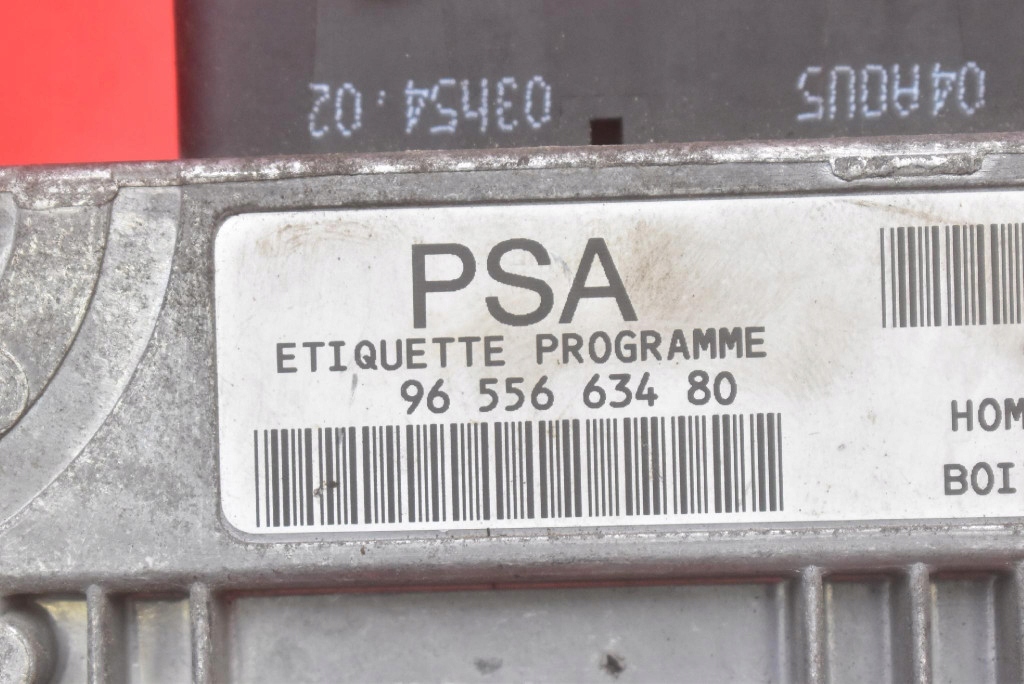 03h54:02 04AOU5
PSA
ETIQUETTE PROGRAMME
96 556 634 80
HOM
BOI